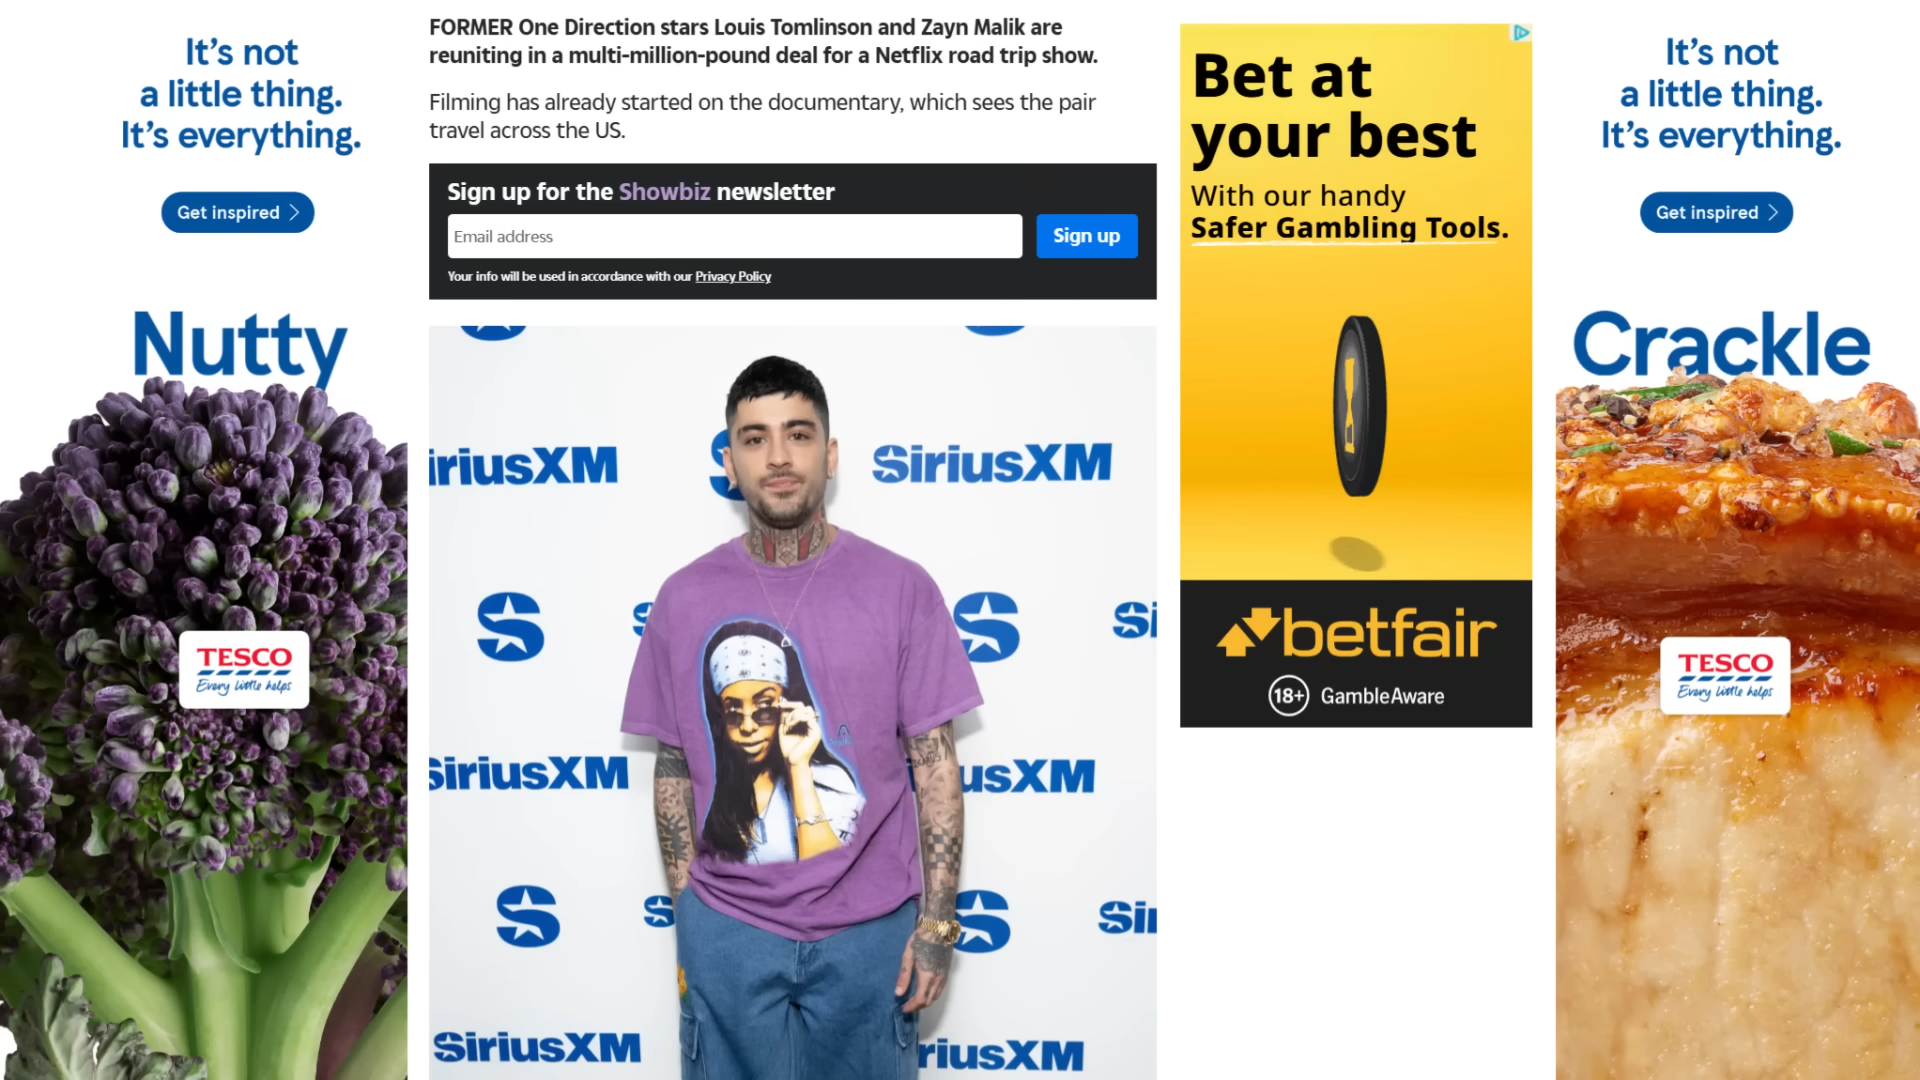 It's not
a little thing.
It's everything.
Get inspired
Nutty
TESCO
Every little helps
FORMER One Direction stars Louis Tomlinson and Zayn Malik are
reuniting in a multi-million-pound deal for a Netflix road trip show.
Filming has already started on the documentary, which sees the pair
travel across the US.
Sign up for the Showbiz newsletter
Email address
Sign up
Your info will be used in accordance with our Privacy Policy
iriusXM
SiriusXM
S
S
Si
SiriusXM
usXM
S
S
Sir
SiriusXM
riusXM
Bet at
your best
With our handy
Safer Gambling Tools.
betfair
18+ GambleAware
It's not
a little thing.
It's everything.
Get inspired
Crackle
TESCO
Every little helps